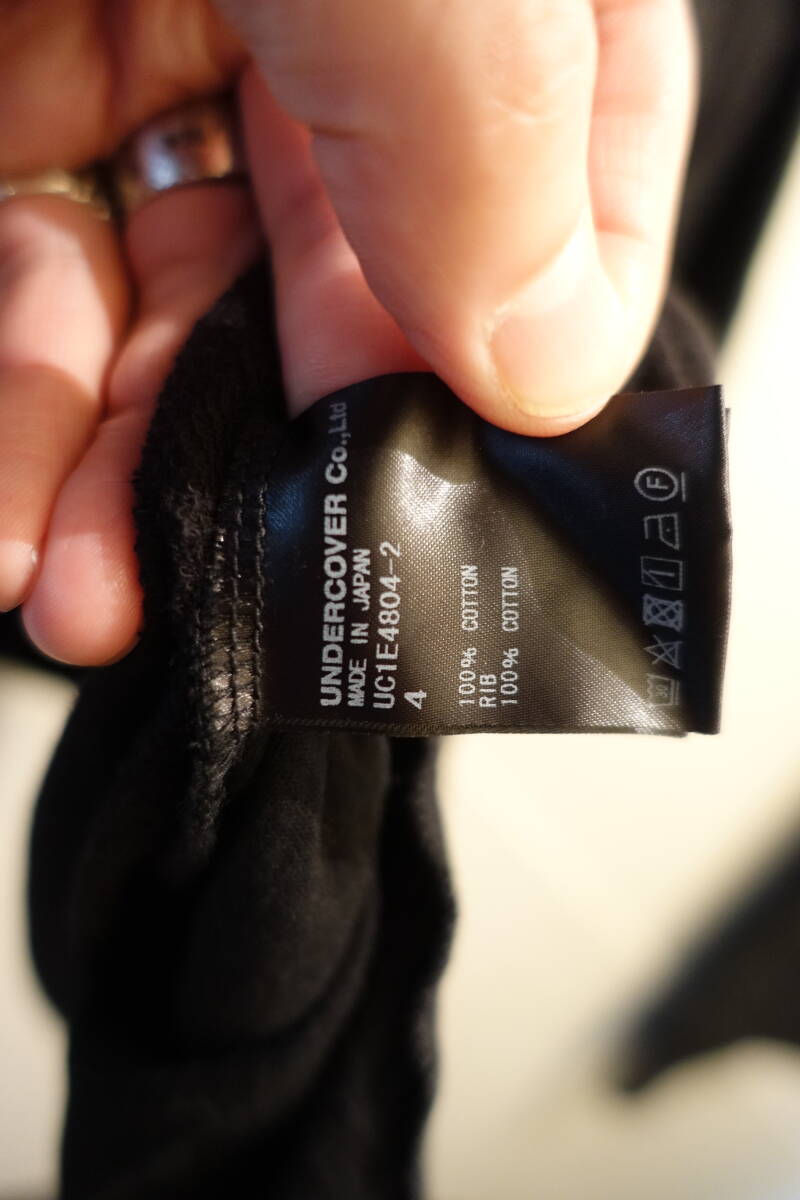 UNDERCOVER Co.,Ltd
MADE IN JAPAN
UC1E4804-2
4
100% COTTON
RIB
100% COTTON
F